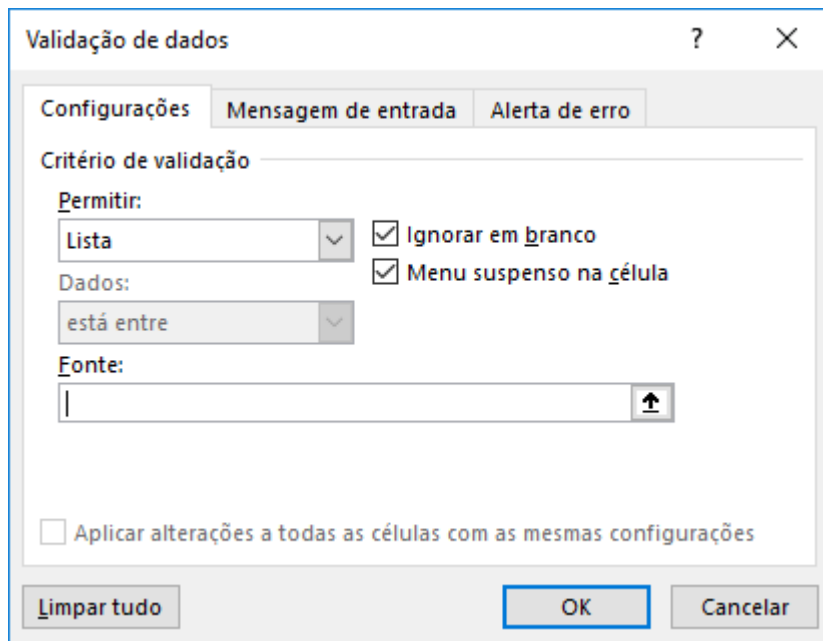 Validação de dados ?
Configurações Mensagem de entrada Alerta de erro
Critério de validação
Permitir:
Lista
Ignorar em branco
Menu suspenso na célula
Dados:
está entre
Fonte:
Aplicar alterações a todas as células com as mesmas configurações
Limpar tudo OK Cancelar